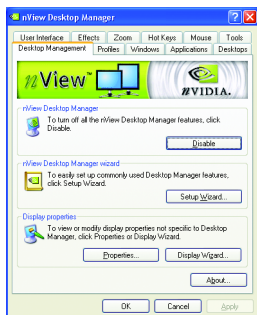 nView Desktop Manager
User Interface Effects Zoom Hot Keys Mouse Tools
Desktop Management Profiles Windows Applications Desktops
nView™
nVIDIA.
nView Desktop Manager
To turn off all the nView Desktop Manager features, click
Disable.
Disable
nView Desktop Manager wizard
To easily set up commonly used Desktop Manager features,
click Setup Wizard.
Setup Wizard...
Display properties
To view or modify display properties not specific to Desktop
Manager, click Properties or Display Wizard.
Properties... Display Wizard...
About...
OK Cancel Apply